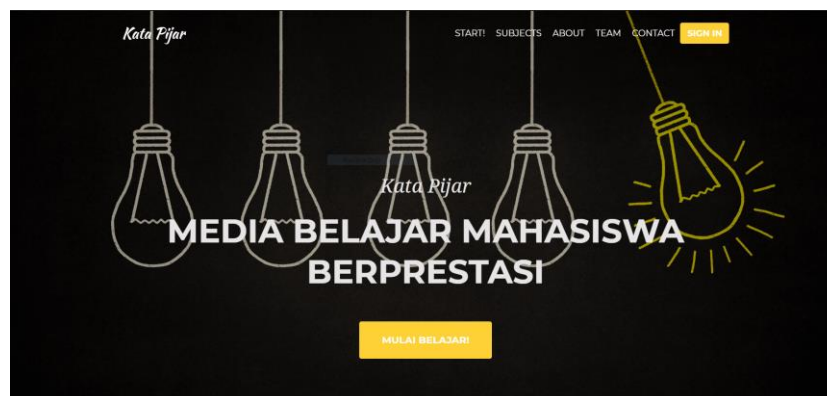 Kata Pijar
START! SUBJECTS ABOUT TEAM CONTACT SIGN IN
Kata Pijar
MEDIA BELAJAR MAHASISWA
BERPRESTASI
MULAI BELAJAR!